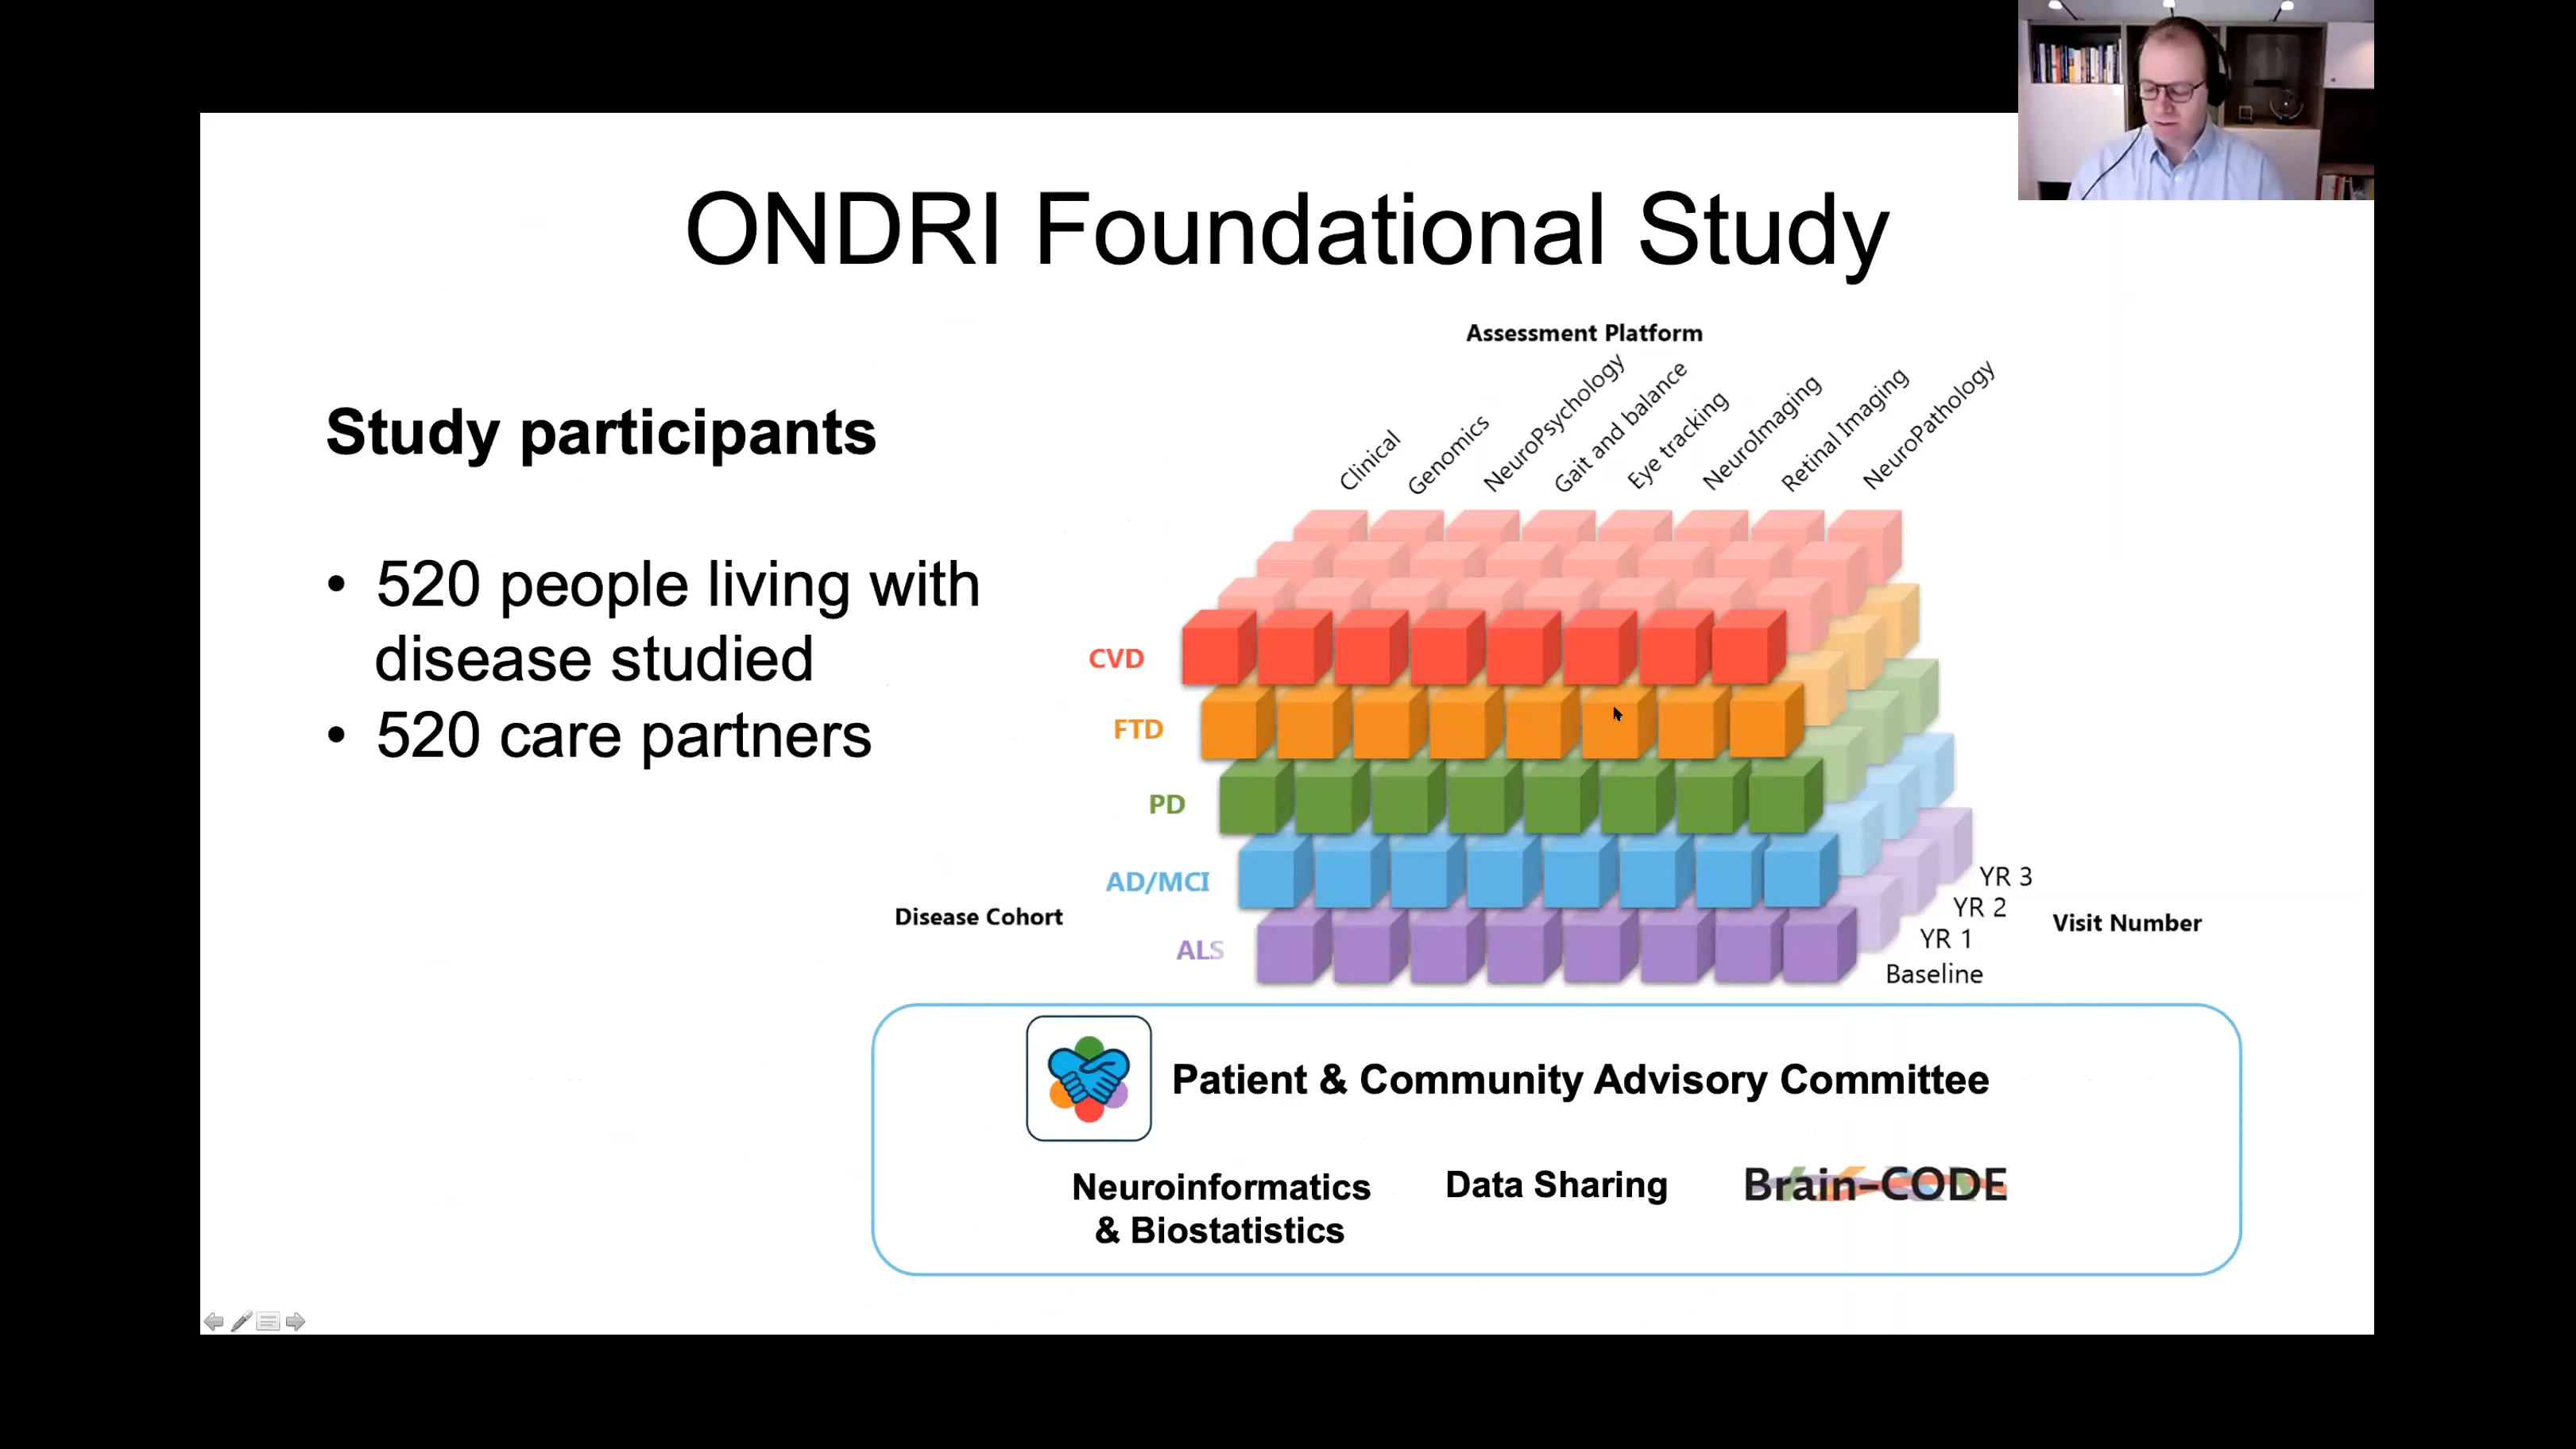 ONDRI Foundational Study
Study participants
• 520 people living with
disease studied
• 520 care partners
Assessment Platform
Clinical
Genomics
NeuroPsychology
Gait and balance
Eye tracking
NeuroImaging
Retinal Imaging
NeuroPathology
CVD
FTD
PD
AD/MCI
ALS
Disease Cohort
YR 3
YR 2
YR 1
Baseline
Visit Number
Patient & Community Advisory Committee
Neuroinformatics
& Biostatistics
Data Sharing
Brain-CODE